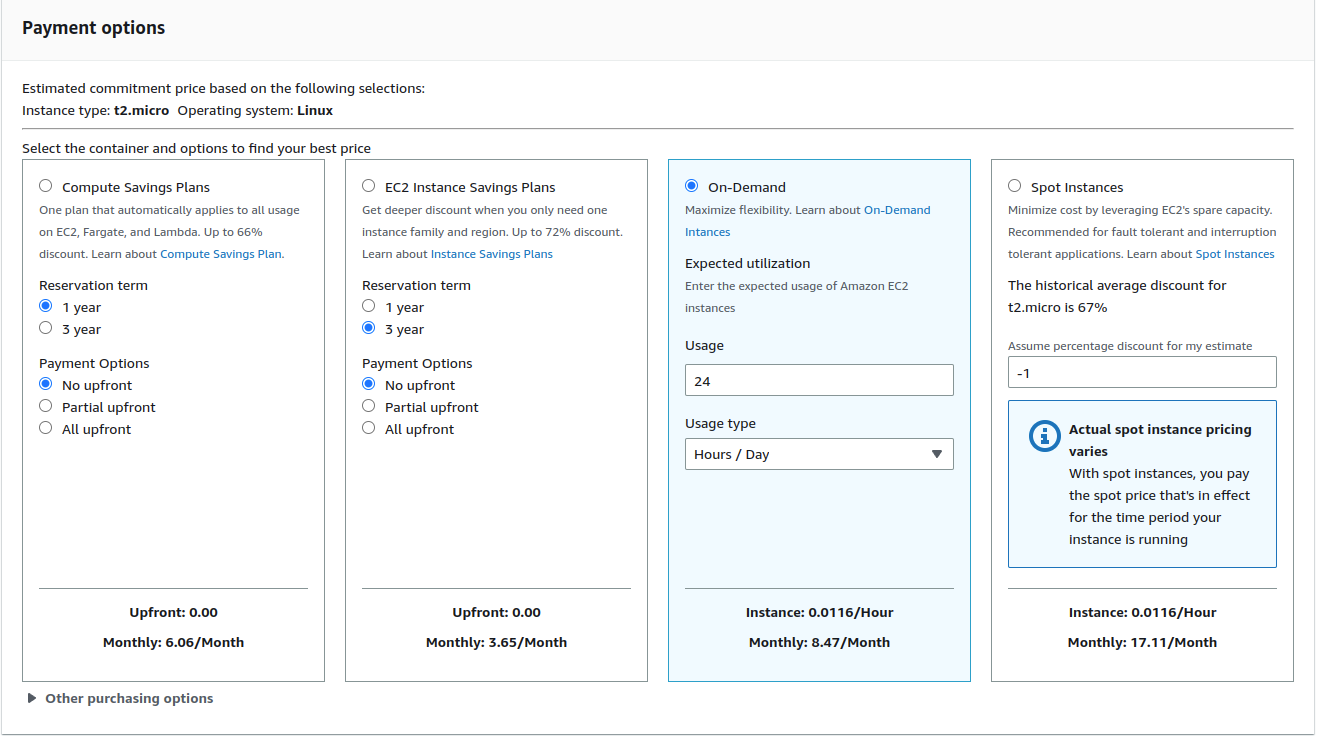 Payment options
Estimated commitment price based on the following selections:
Instance type: t2.micro Operating system: Linux
Select the container and options to find your best price
Compute Savings Plans
One plan that automatically applies to all usage
on EC2, Fargate, and Lambda. Up to 66%
discount. Learn about Compute Savings Plan.
Reservation term
1 year
3 year
Payment Options
No upfront
Partial upfront
All upfront
Upfront: 0.00
Monthly: 6.06/Month
EC2 Instance Savings Plans
Get deeper discount when you only need one
instance family and region. Up to 72% discount.
Learn about Instance Savings Plans
Reservation term
1 year
3 year
Payment Options
No upfront
Partial upfront
All upfront
Upfront: 0.00
Monthly: 3.65/Month
On-Demand
Maximize flexibility. Learn about On-Demand
Intances
Expected utilization
Enter the expected usage of Amazon EC2
instances
Usage
24
Usage type
Hours / Day
Instance: 0.0116/Hour
Monthly: 8.47/Month
Spot Instances
Minimize cost by leveraging EC2's spare capacity.
Recommended for fault tolerant and interruption
tolerant applications. Learn about Spot Instances
The historical average discount for
t2.micro is 67%
Assume percentage discount for my estimate
-1
Actual spot instance pricing
varies
With spot instances, you pay
the spot price that's in effect
for the time period your
instance is running
Instance: 0.0116/Hour
Monthly: 17.11/Month
Other purchasing options